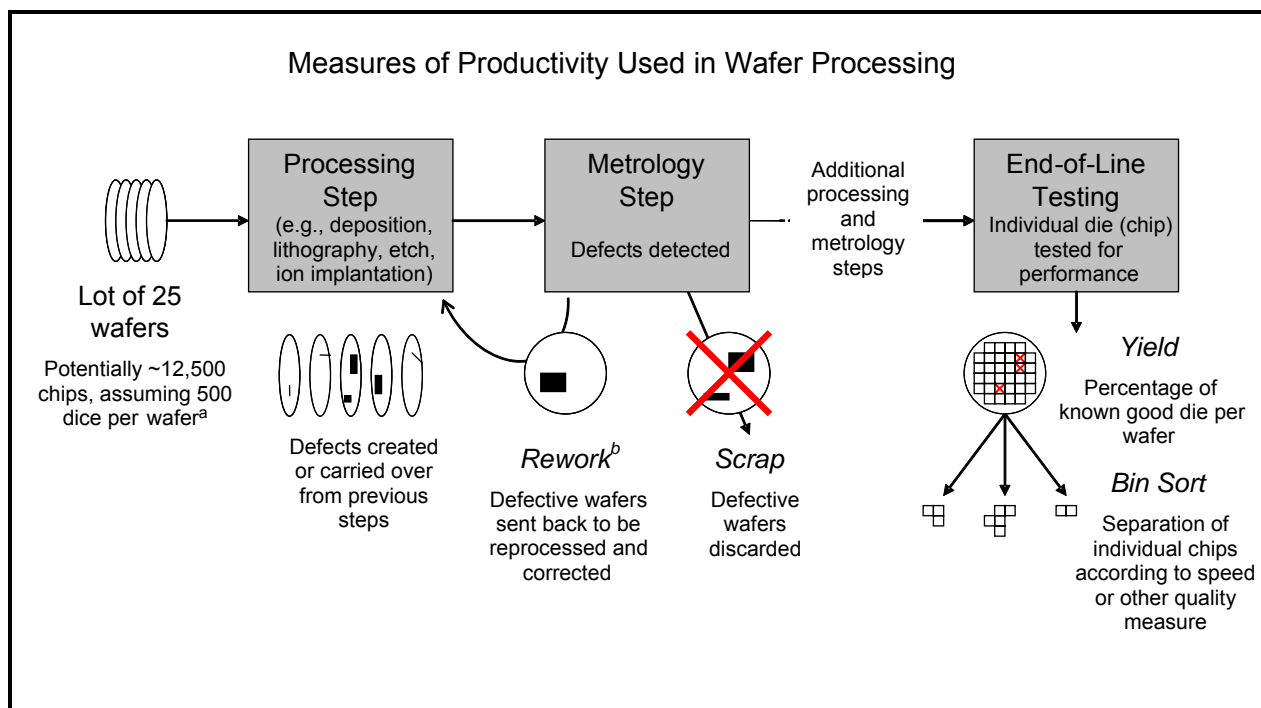 Measures of Productivity Used in Wafer Processing
Lot of 25
wafers
Potentially ~12,500
chips, assuming 500
dice per waferᵃ
Processing
Step
(e.g., deposition,
lithography, etch,
ion implantation)
Defects created
or carried over
from previous
steps
Metrology
Step
Defects detected
Reworkᵇ
Defective wafers
sent back to be
reprocessed and
corrected
Scrap
Defective
wafers
discarded
Additional
processing
and
metrology
steps
End-of-Line
Testing
Individual die (chip)
tested for
performance
Yield
Percentage of
known good die per
wafer
Bin Sort
Separation of
individual chips
according to speed
or other quality
measure